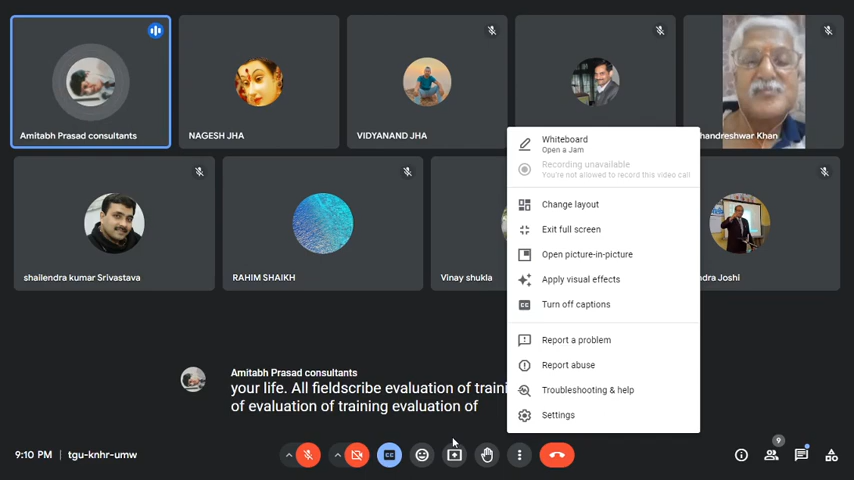 Amitabh Prasad consultants
NAGESH JHA
VIDYANAND JHA
handreshwar Khan
shailendra kumar Srivastava
RAHIM SHAIKH
Vinay shukla
ndra Joshi
Whiteboard
Open a Jam
Recording unavailable
You're not allowed to record this video call
Change layout
Exit full screen
Open picture-in-picture
Apply visual effects
CC Turn off captions
Report a problem
Report abuse
Troubleshooting & help
Settings
Amitabh Prasad consultants
your life. All fieldscribe evaluation of traini
of evaluation of training evaluation of
9:10 PM | tgu-knhr-umw
CC
9